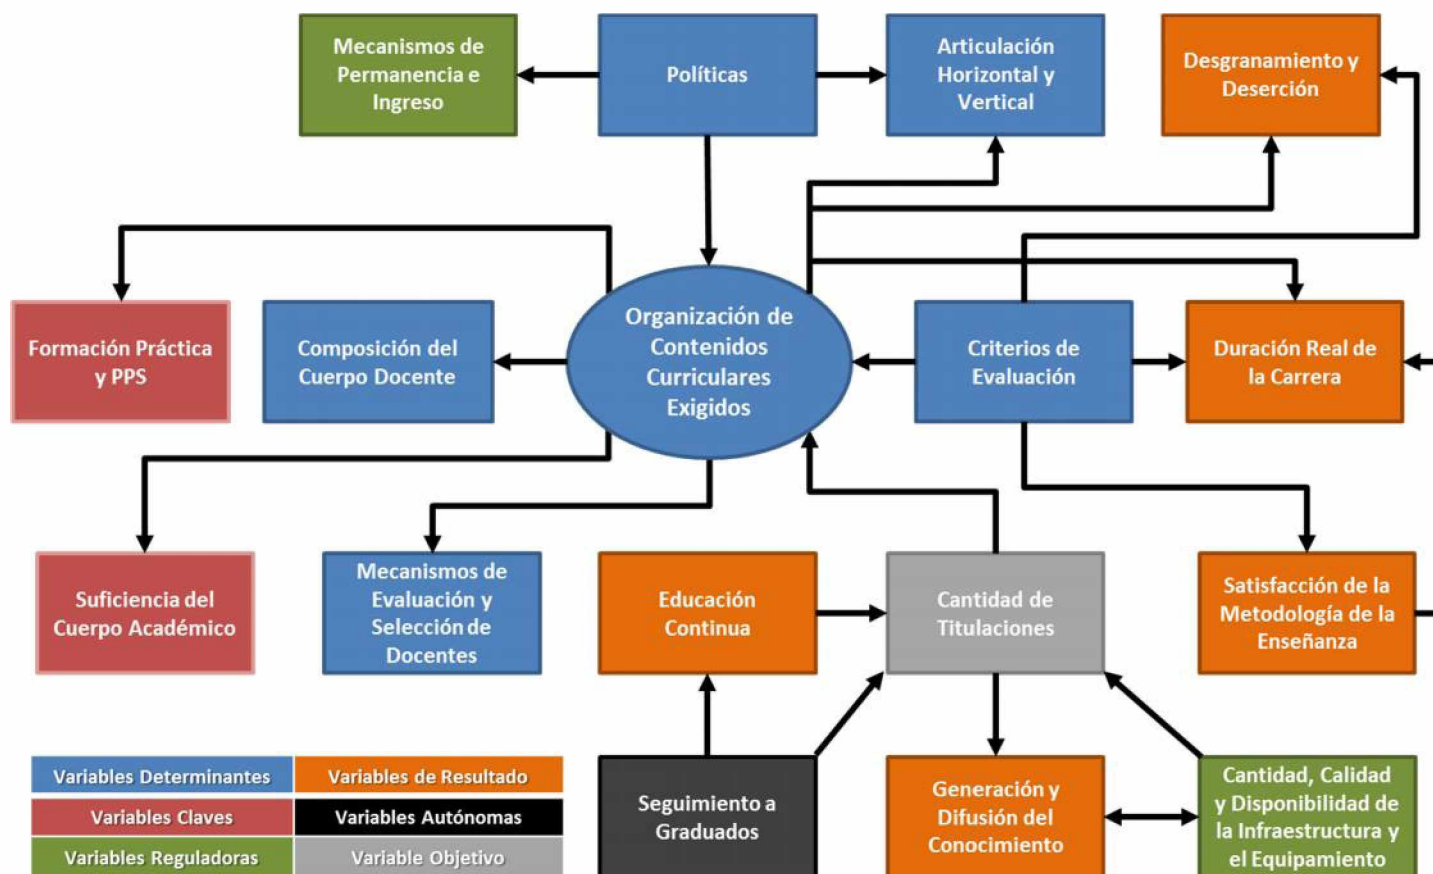 Mecanismos de
Permanencia e
Ingreso
Políticas
Articulación
Horizontal y
Vertical
Desgranamiento y
Deserción
Formación Práctica
y PPS
Composición del
Cuerpo Docente
Organización de
Contenidos
Curriculares
Exigidos
Criterios de
Evaluación
Duración Real de
la Carrera
Suficiencia del
Cuerpo Académico
Mecanismos de
Evaluación y
Selección de
Docentes
Educación
Continua
Cantidad de
Titulaciones
Satisfacción de la
Metodología de la
Enseñanza
Variables Determinantes
Variables de Resultado
Variables Claves
Variables Autónomas
Variables Reguladoras
Variable Objetivo
Seguimiento a
Graduados
Generación y
Difusión del
Conocimiento
Cantidad, Calidad
y Disponibilidad de
la Infraestructura y
el Equipamiento